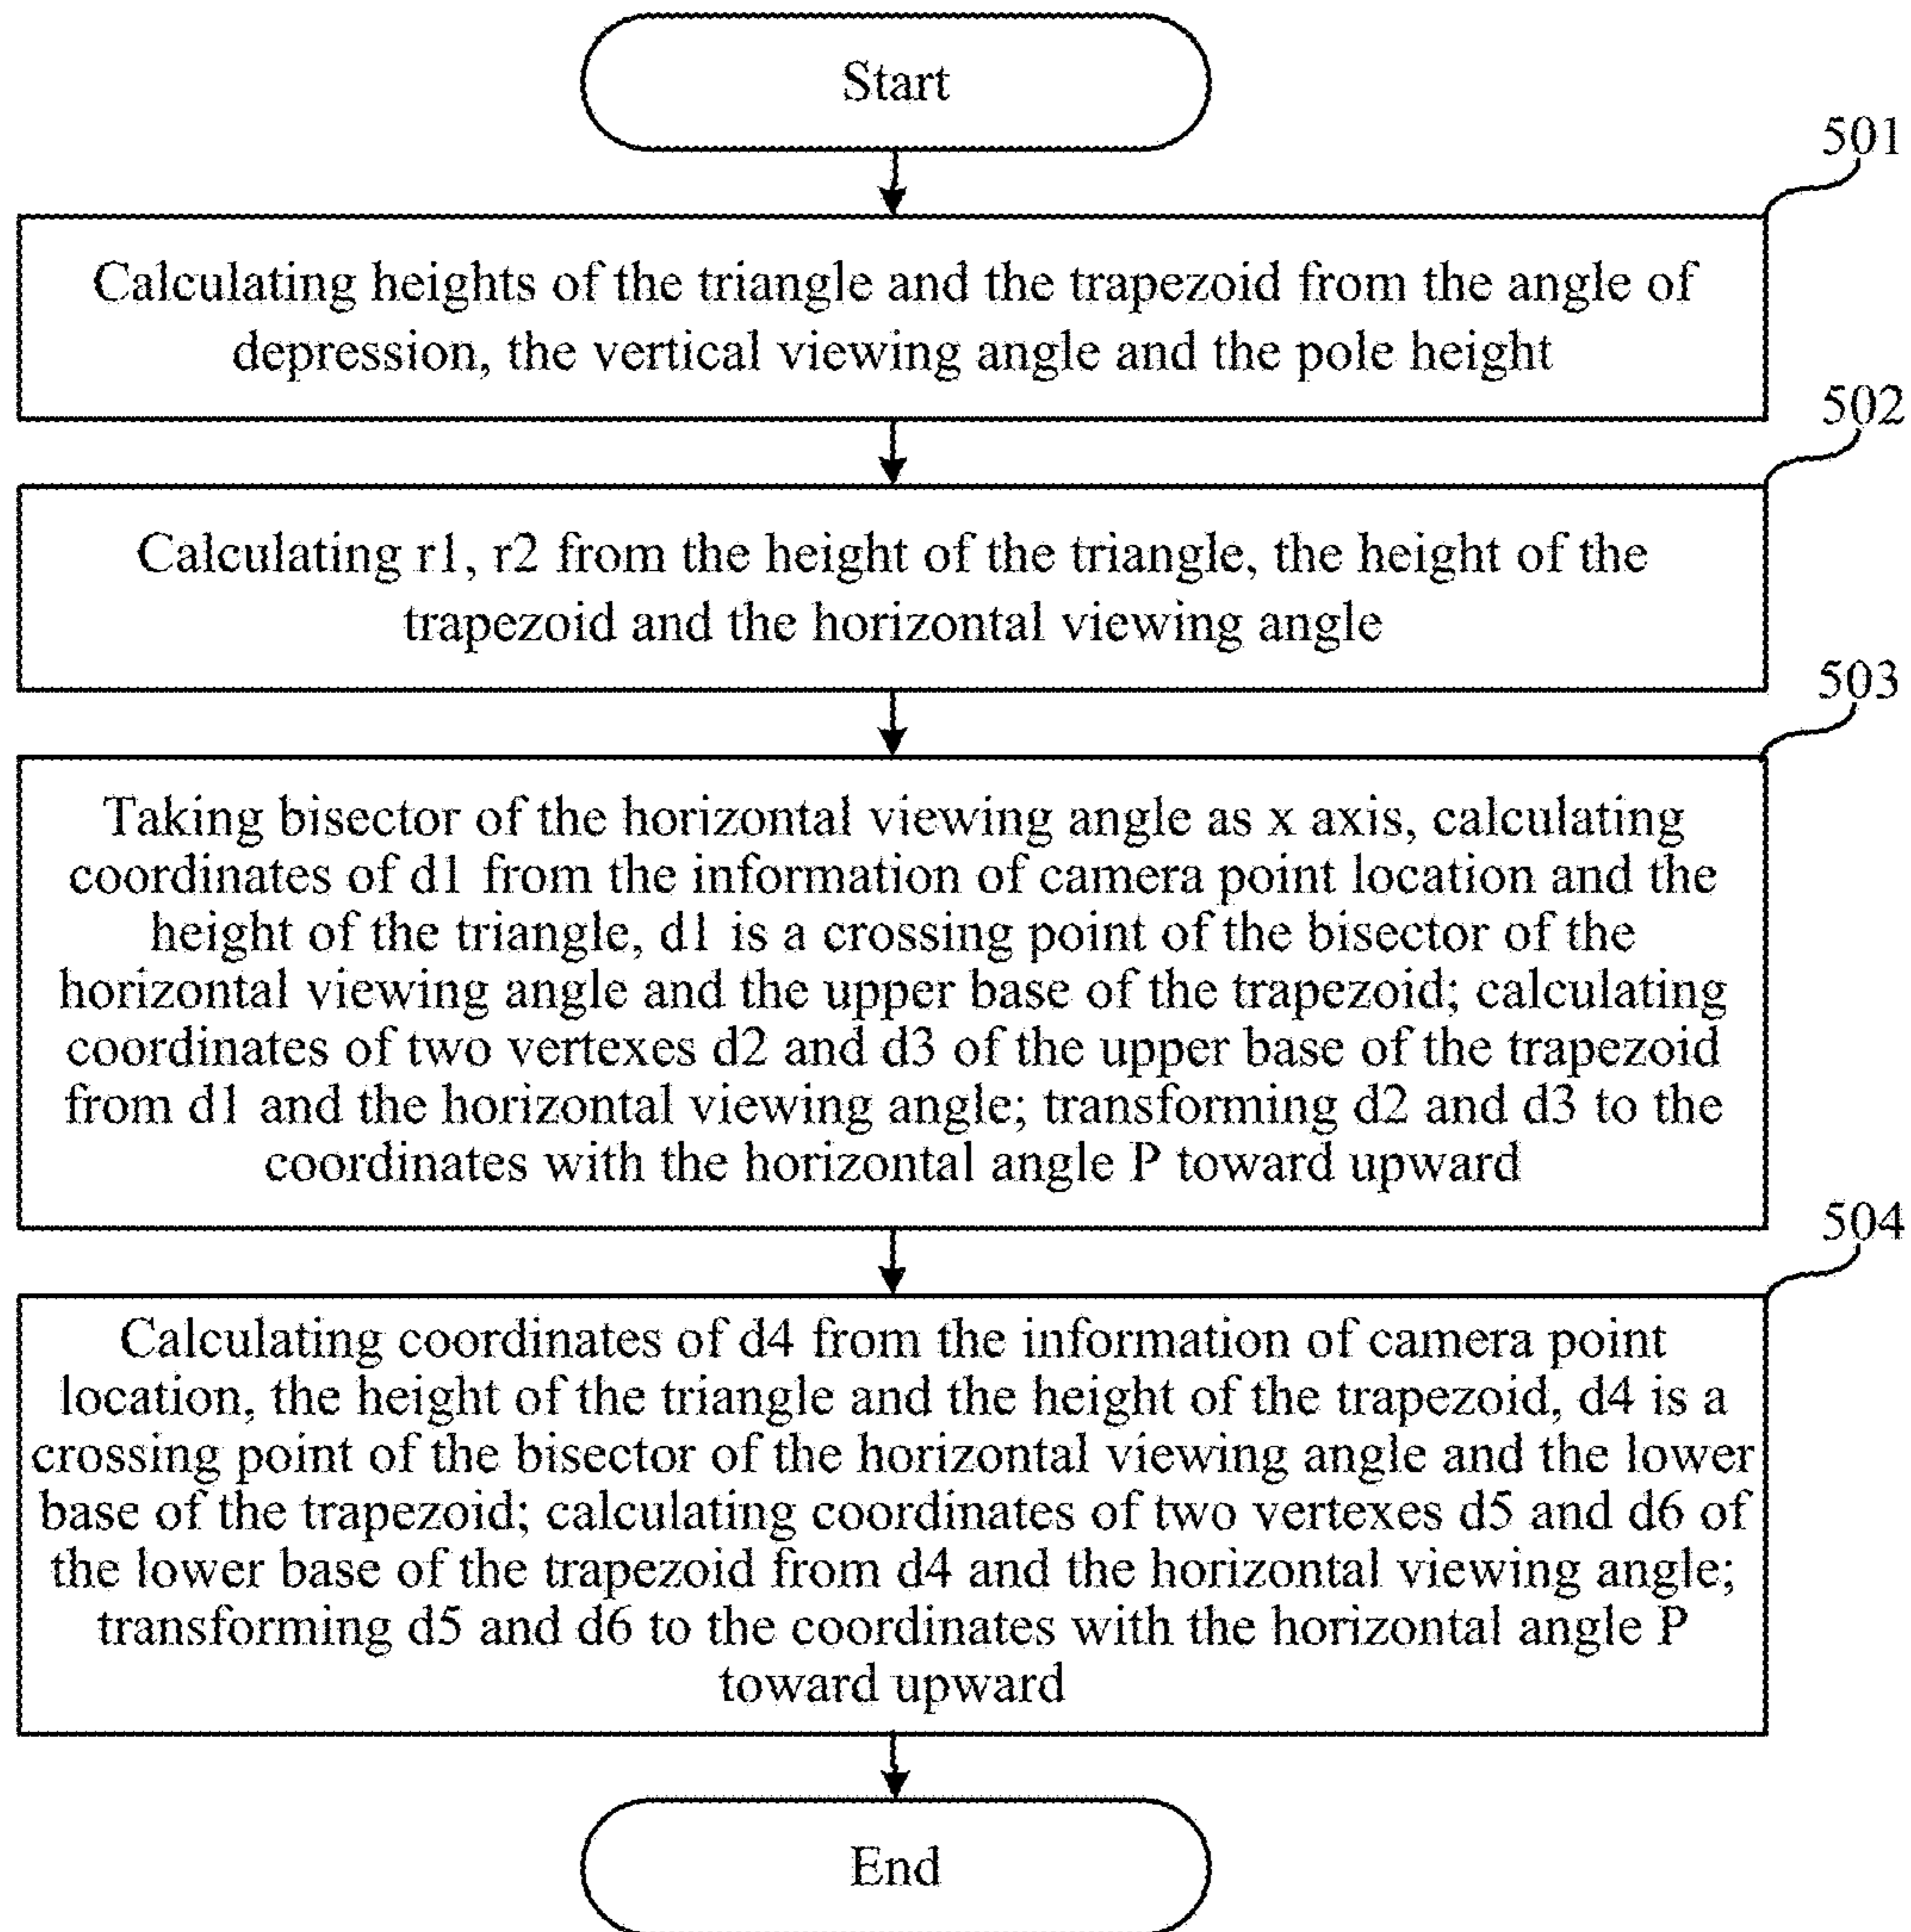 Start
501
Calculating heights of the triangle and the trapezoid from the angle of
depression, the vertical viewing angle and the pole height
502
Calculating r1, r2 from the height of the triangle, the height of the
trapezoid and the horizontal viewing angle
503
Taking bisector of the horizontal viewing angle as x axis, calculating
coordinates of d1 from the information of camera point location and the
height of the triangle, d1 is a crossing point of the bisector of the
horizontal viewing angle and the upper base of the trapezoid; calculating
coordinates of two vertexes d2 and d3 of the upper base of the trapezoid
from d1 and the horizontal viewing angle; transforming d2 and d3 to the
coordinates with the horizontal angle P toward upward
504
Calculating coordinates of d4 from the information of camera point
location, the height of the triangle and the height of the trapezoid, d4 is a
crossing point of the bisector of the horizontal viewing angle and the lower
base of the trapezoid; calculating coordinates of two vertexes d5 and d6 of
the lower base of the trapezoid from d4 and the horizontal viewing angle;
transforming d5 and d6 to the coordinates with the horizontal angle P
toward upward
End